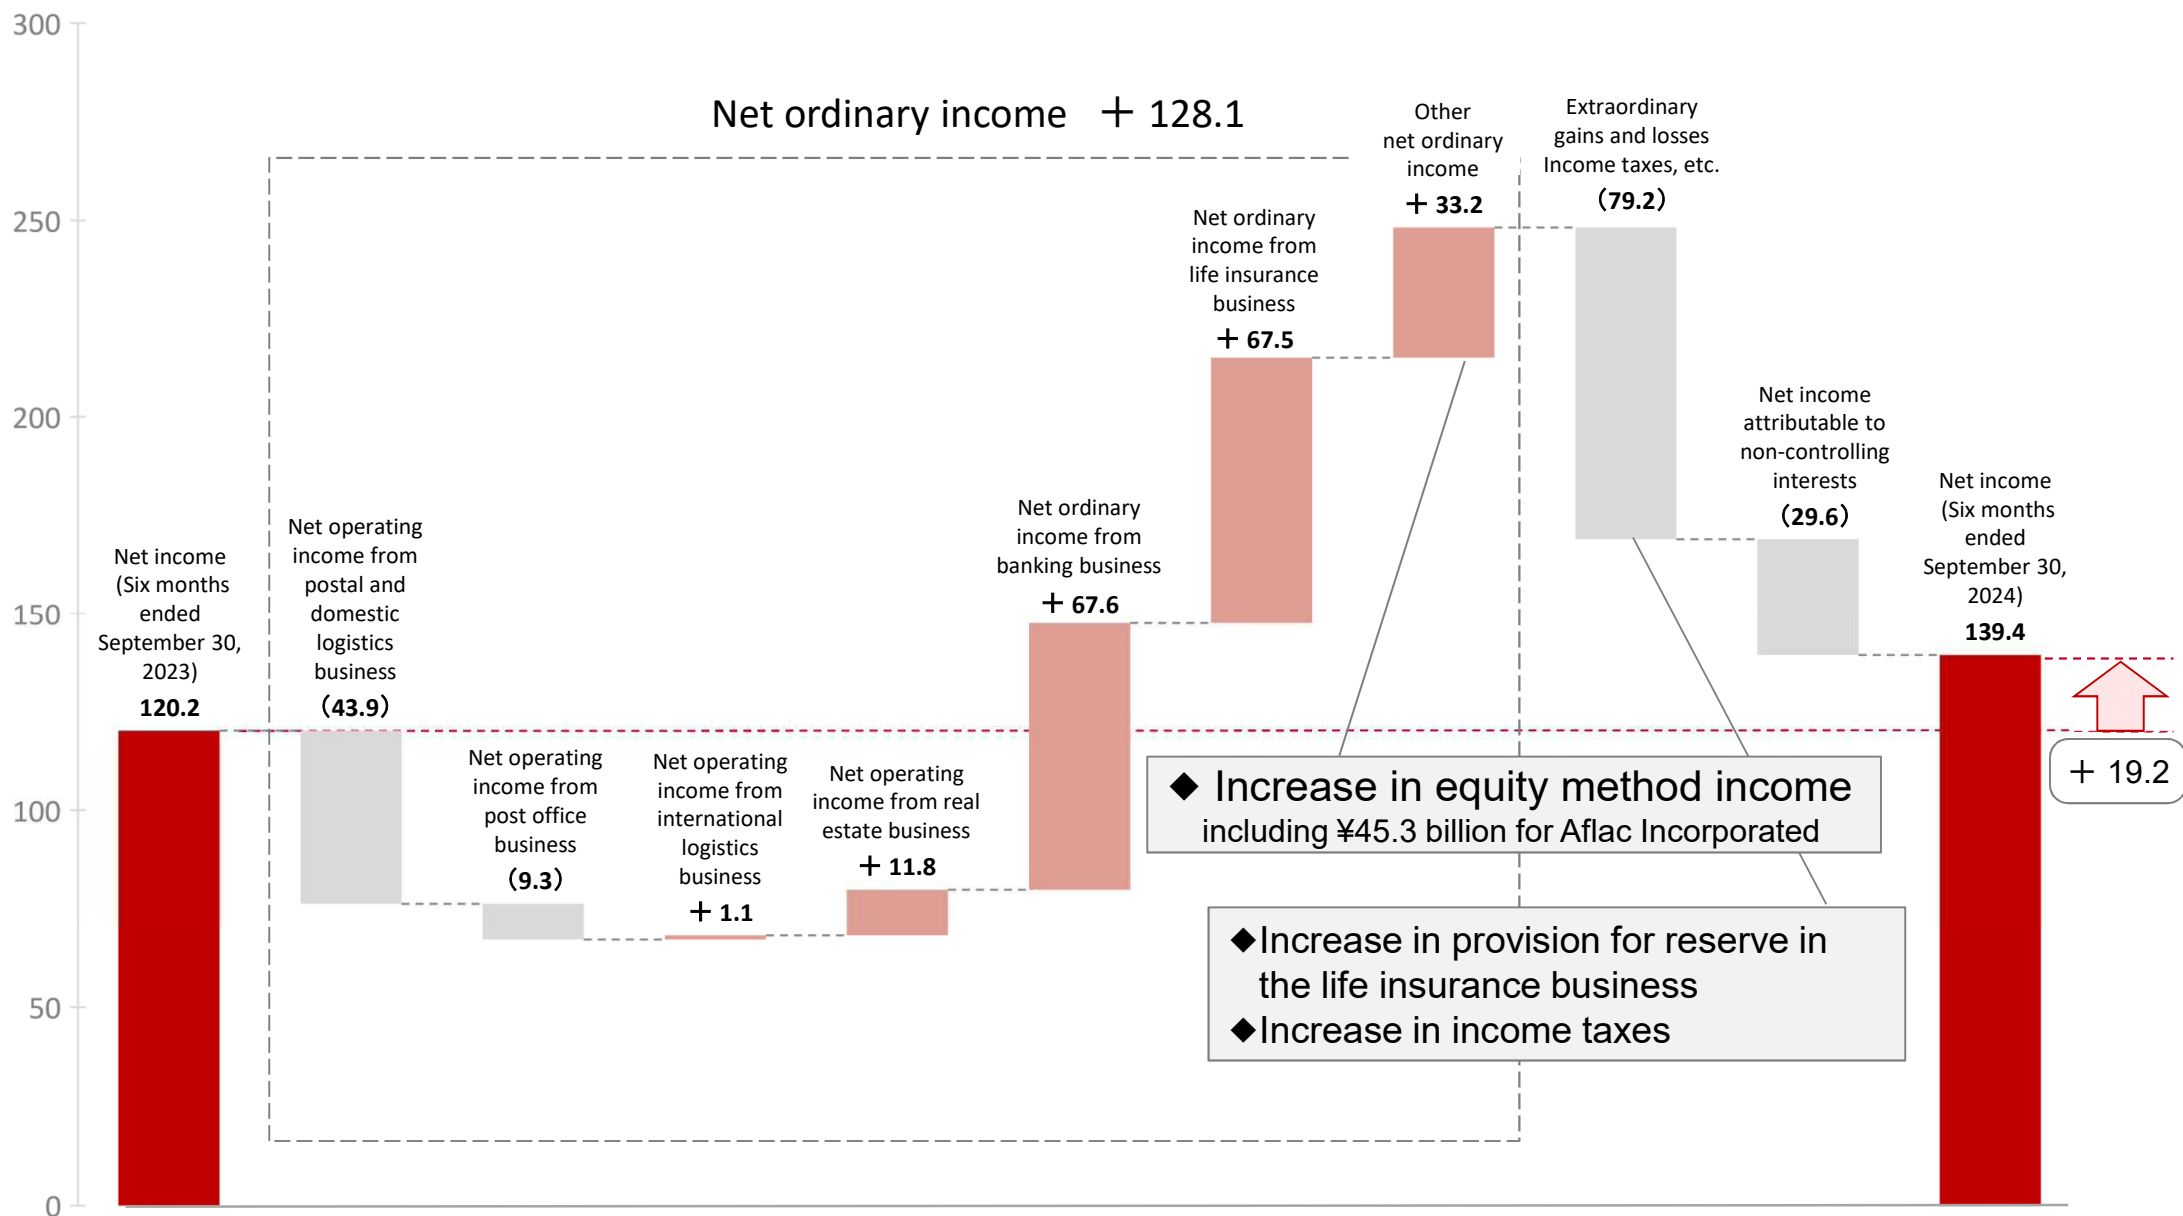 300
250
200
150
100
50
0
Net ordinary income + 128.1
Net income
(Six months
ended
September 30,
2023)
120.2
Net operating
income from
postal and
domestic
logistics
business
(43.9)
Net operating
income from
post office
business
(9.3)
Net operating
income from
international
logistics
business
+ 1.1
Net operating
income from real
estate business
+ 11.8
Net ordinary
income from
banking business
+ 67.6
Net ordinary
income from
life insurance
business
+ 67.5
Other
net ordinary
income
+ 33.2
Extraordinary
gains and losses
Income taxes, etc.
(79.2)
Net income
attributable to
non-controlling
interests
(29.6)
Net income
(Six months
ended
September 30,
2024)
139.4
+ 19.2
◆ Increase in equity method income
including ¥45.3 billion for Aflac Incorporated
◆Increase in provision for reserve in
the life insurance business
◆Increase in income taxes